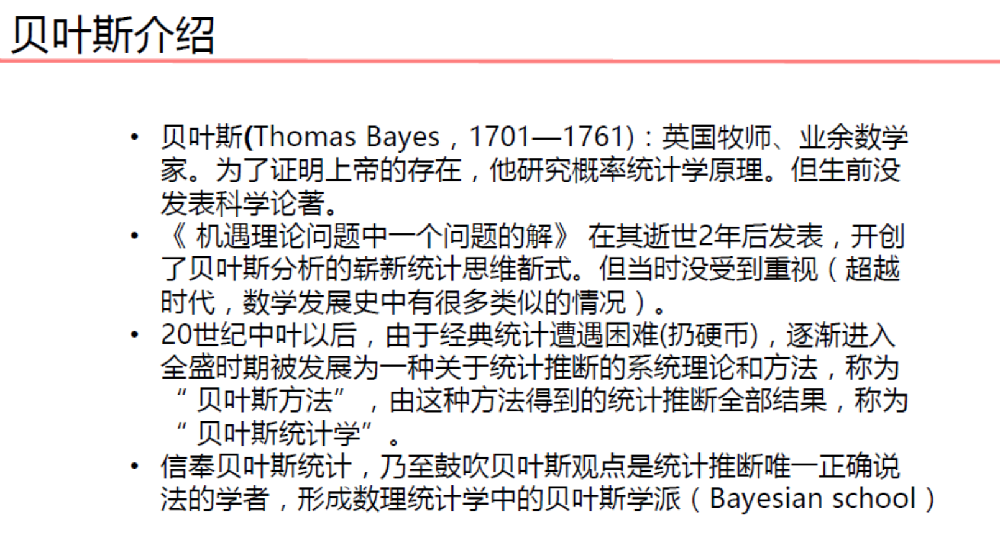 贝叶斯介绍
• 贝叶斯(Thomas Bayes，1701—1761)：英国牧师、业余数学
家。为了证明上帝的存在，他研究概率统计学原理。但生前没
发表科学论著。
• 《 机遇理论问题中一个问题的解》 在其逝世2年后发表，开创
了贝叶斯分析的崭新统计思维斱式。但当时没受到重视（超越
时代，数学发展史中有很多类似的情况）。
• 20世纪中叶以后，由于经典统计遭遇困难(扔硬币)，逐渐进入
全盛时期被发展为一种关于统计推断的系统理论和方法，称为
“ 贝叶斯方法” ，由这种方法得到的统计推断全部结果，称为
“ 贝叶斯统计学” 。
• 信奉贝叶斯统计，乃至鼓吹贝叶斯观点是统计推断唯一正确说
法的学者，形成数理统计学中的贝叶斯学派（Bayesian school）